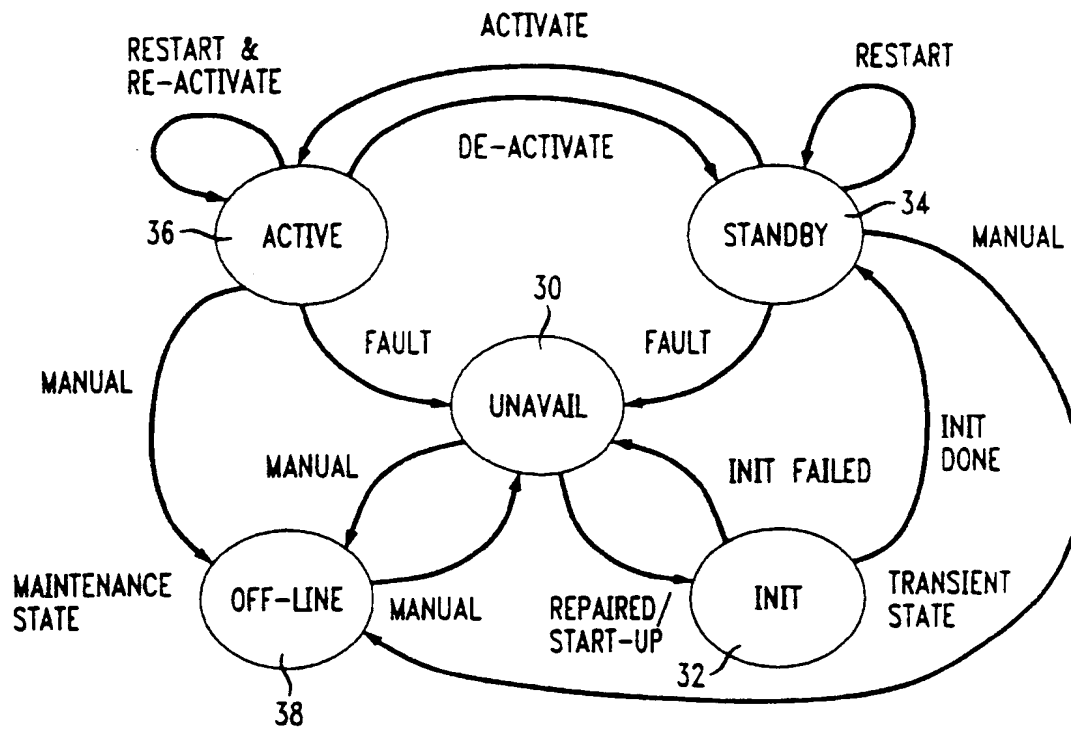 ACTIVATE
RESTART &
RE-ACTIVATE
RESTART
DE-ACTIVATE
36
ACTIVE
STANDBY
34
MANUAL
30
FAULT
FAULT
MANUAL
UNAVAIL
INIT
DONE
MANUAL
INIT FAILED
MAINTENANCE
STATE
OFF-LINE
MANUAL
REPAIRED/
START-UP
INIT
TRANSIENT
STATE
32
38